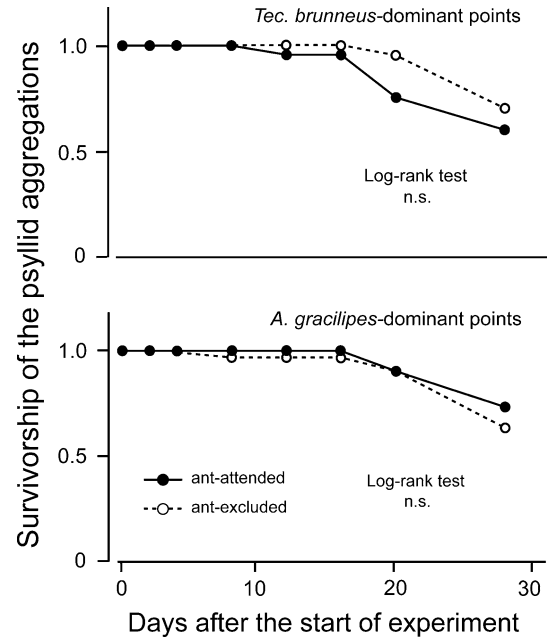 Tec. brunneus-dominant points
1.0
0.5
0
Log-rank test
n.s.
Survivorship of the psyllid aggregations
A. gracilipes-dominant points
1.0
0.5
0
ant-attended
ant-excluded
Log-rank test
n.s.
0 10 20 30
Days after the start of experiment